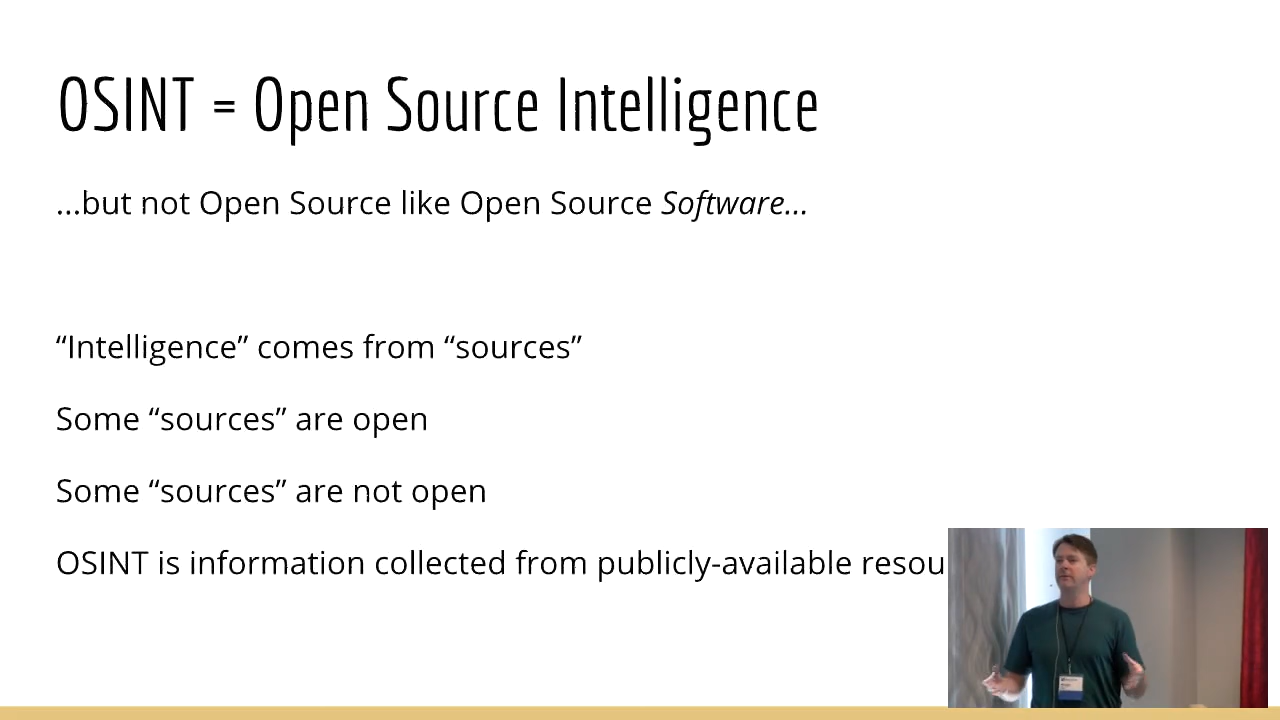 OSINT = Open Source Intelligence
...but not Open Source like Open Source Software...
“Intelligence” comes from “sources”
Some “sources” are open
Some “sources” are not open
OSINT is information collected from publicly-available